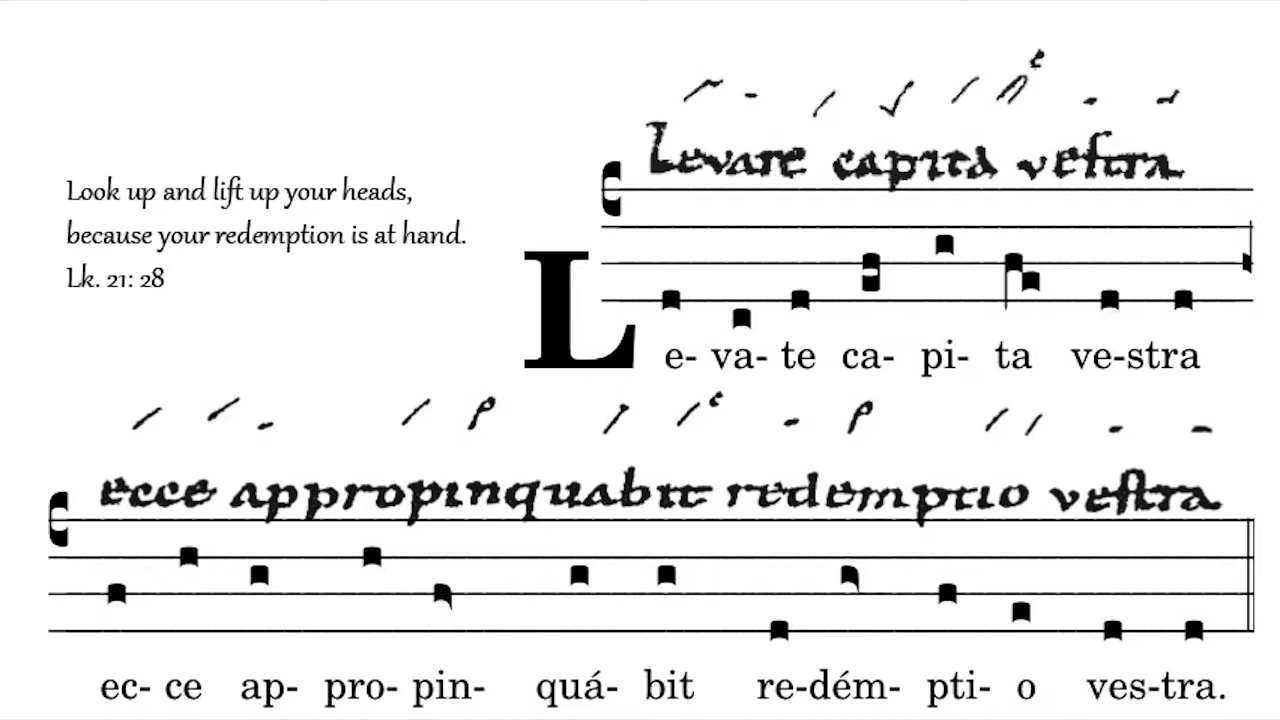 Look up and lift up your heads,
because your redemption is at hand.
Lk. 21: 28
Levare capita vestra
Le- va- te ca- pi- ta ve-stra
ecce appropinquabit redemptio vestra
ec- ce ap- pro- pin- quá- bit re-dém- pti- o ves-tra.